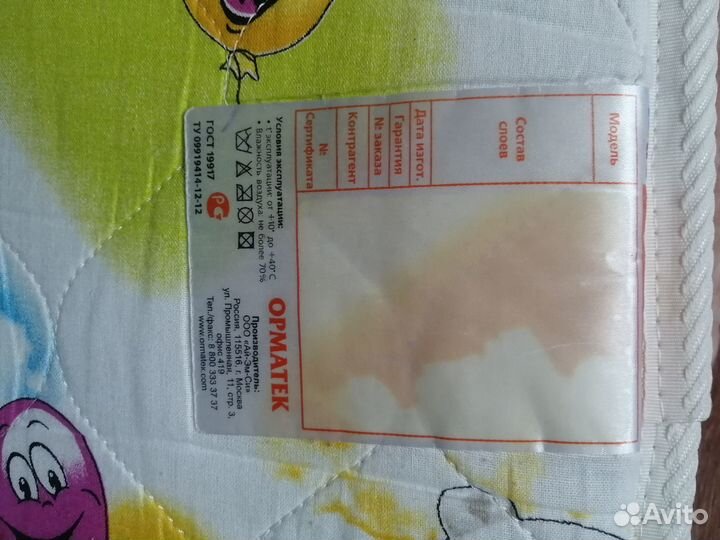 Модель
Состав
слоев
Дата изгот.
Гарантия
№ заказа
Контрагент
№
Сертификата
Условия эксплуатации:
• t°эксплуатации: от +10° до +40°C
• Влажность воздуха: не более 70%
ГОСТ 19917
ТУ 09919414-12-12
РСТ
ОРМАТЕК
Производитель:
ООО «Ай-Эм-Си»
Россия, 115516, г. Москва
ул. Промышленная, 11, стр. 3,
офис 419
Тел./факс: 8 800 333 37 37
www.ormatek.com
Avito